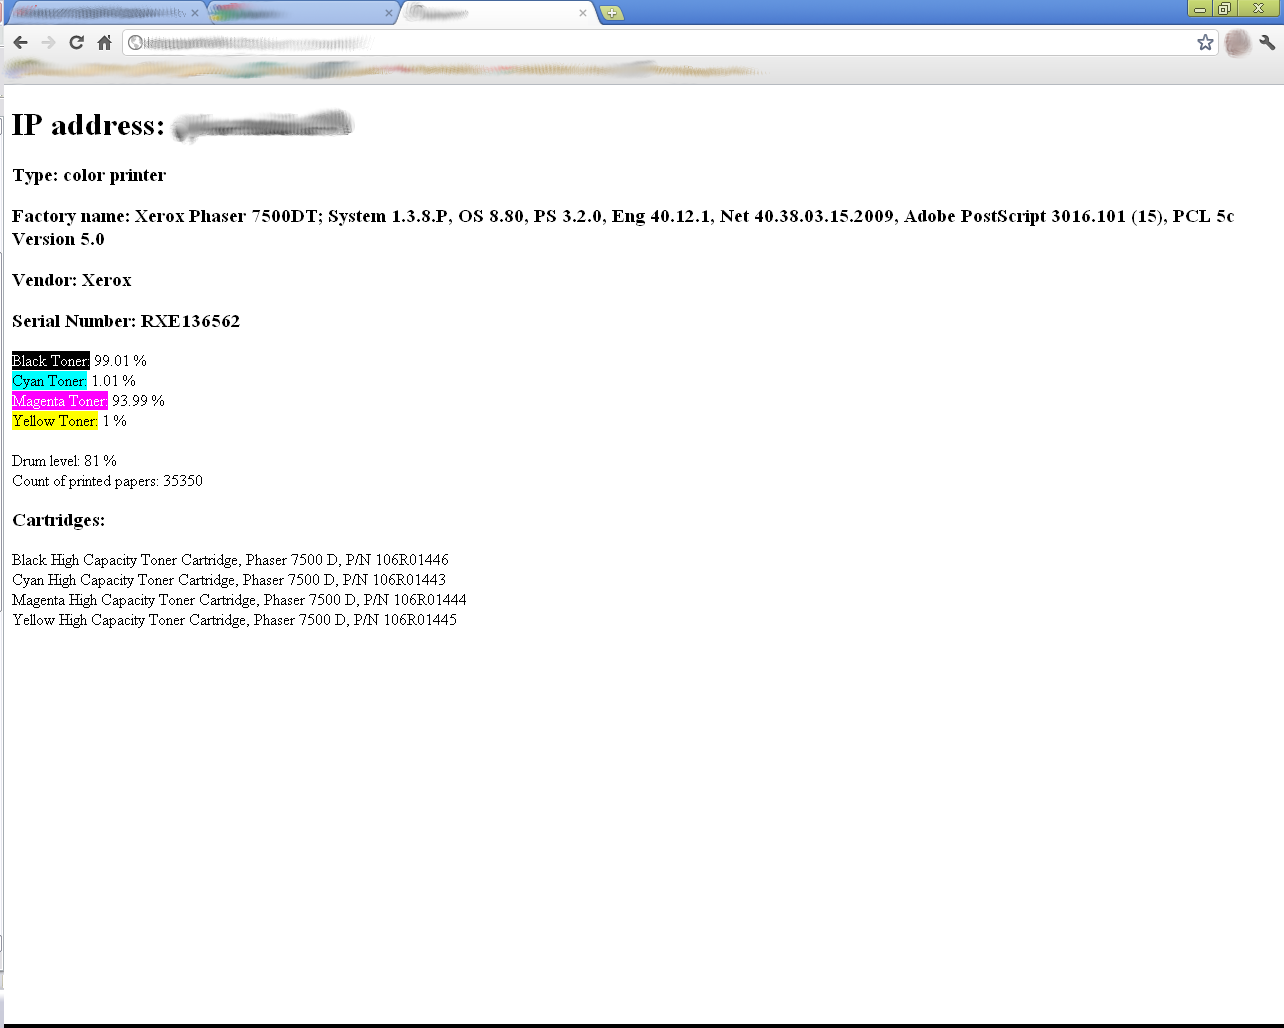 IP address:
Type: color printer
Factory name: Xerox Phaser 7500DT; System 1.3.8.P, OS 8.80, PS 3.2.0, Eng 40.12.1, Net 40.38.03.15.2009, Adobe PostScript 3016.101 (15), PCL 5c
Version 5.0
Vendor: Xerox
Serial Number: RXE136562
Black Toner: 99.01 %
Cyan Toner: 1.01 %
Magenta Toner: 93.99 %
Yellow Toner: 1 %
Drum level: 81 %
Count of printed papers: 35350
Cartridges:
Black High Capacity Toner Cartridge, Phaser 7500 D, P/N 106R01446
Cyan High Capacity Toner Cartridge, Phaser 7500 D, P/N 106R01443
Magenta High Capacity Toner Cartridge, Phaser 7500 D, P/N 106R01444
Yellow High Capacity Toner Cartridge, Phaser 7500 D, P/N 106R01445